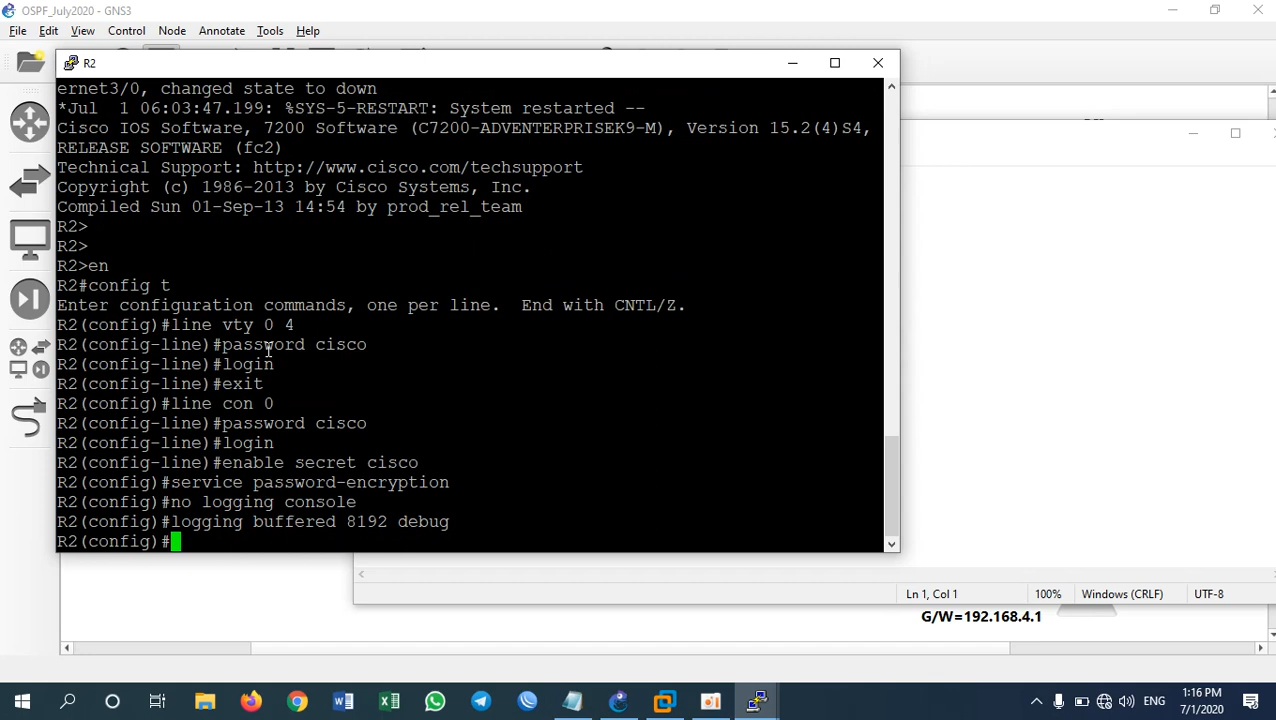 OSPF_July2020 - GNS3
File Edit View Control Node Annotate Tools Help
R2
ernet3/0, changed state to down
*Jul  1 06:03:47.199: %SYS-5-RESTART: System restarted --
Cisco IOS Software, 7200 Software (C7200-ADVENTERPRISEK9-M), Version 15.2(4)S4,
RELEASE SOFTWARE (fc2)
Technical Support: http://www.cisco.com/techsupport
Copyright (c) 1986-2013 by Cisco Systems, Inc.
Compiled Sun 01-Sep-13 14:54 by prod_rel_team
R2>
R2>
R2>en
R2#config t
Enter configuration commands, one per line.  End with CNTL/Z.
R2(config)#line vty 0 4
R2(config-line)#password cisco
R2(config-line)#login
R2(config-line)#exit
R2(config)#line con 0
R2(config-line)#password cisco
R2(config-line)#login
R2(config-line)#enable secret cisco
R2(config)#service password-encryption
R2(config)#no logging console
R2(config)#logging buffered 8192 debug
R2(config)#
Ln 1, Col 1 100% Windows (CRLF) UTF-8
G/W=192.168.4.1
ENG
1:16 PM
7/1/2020